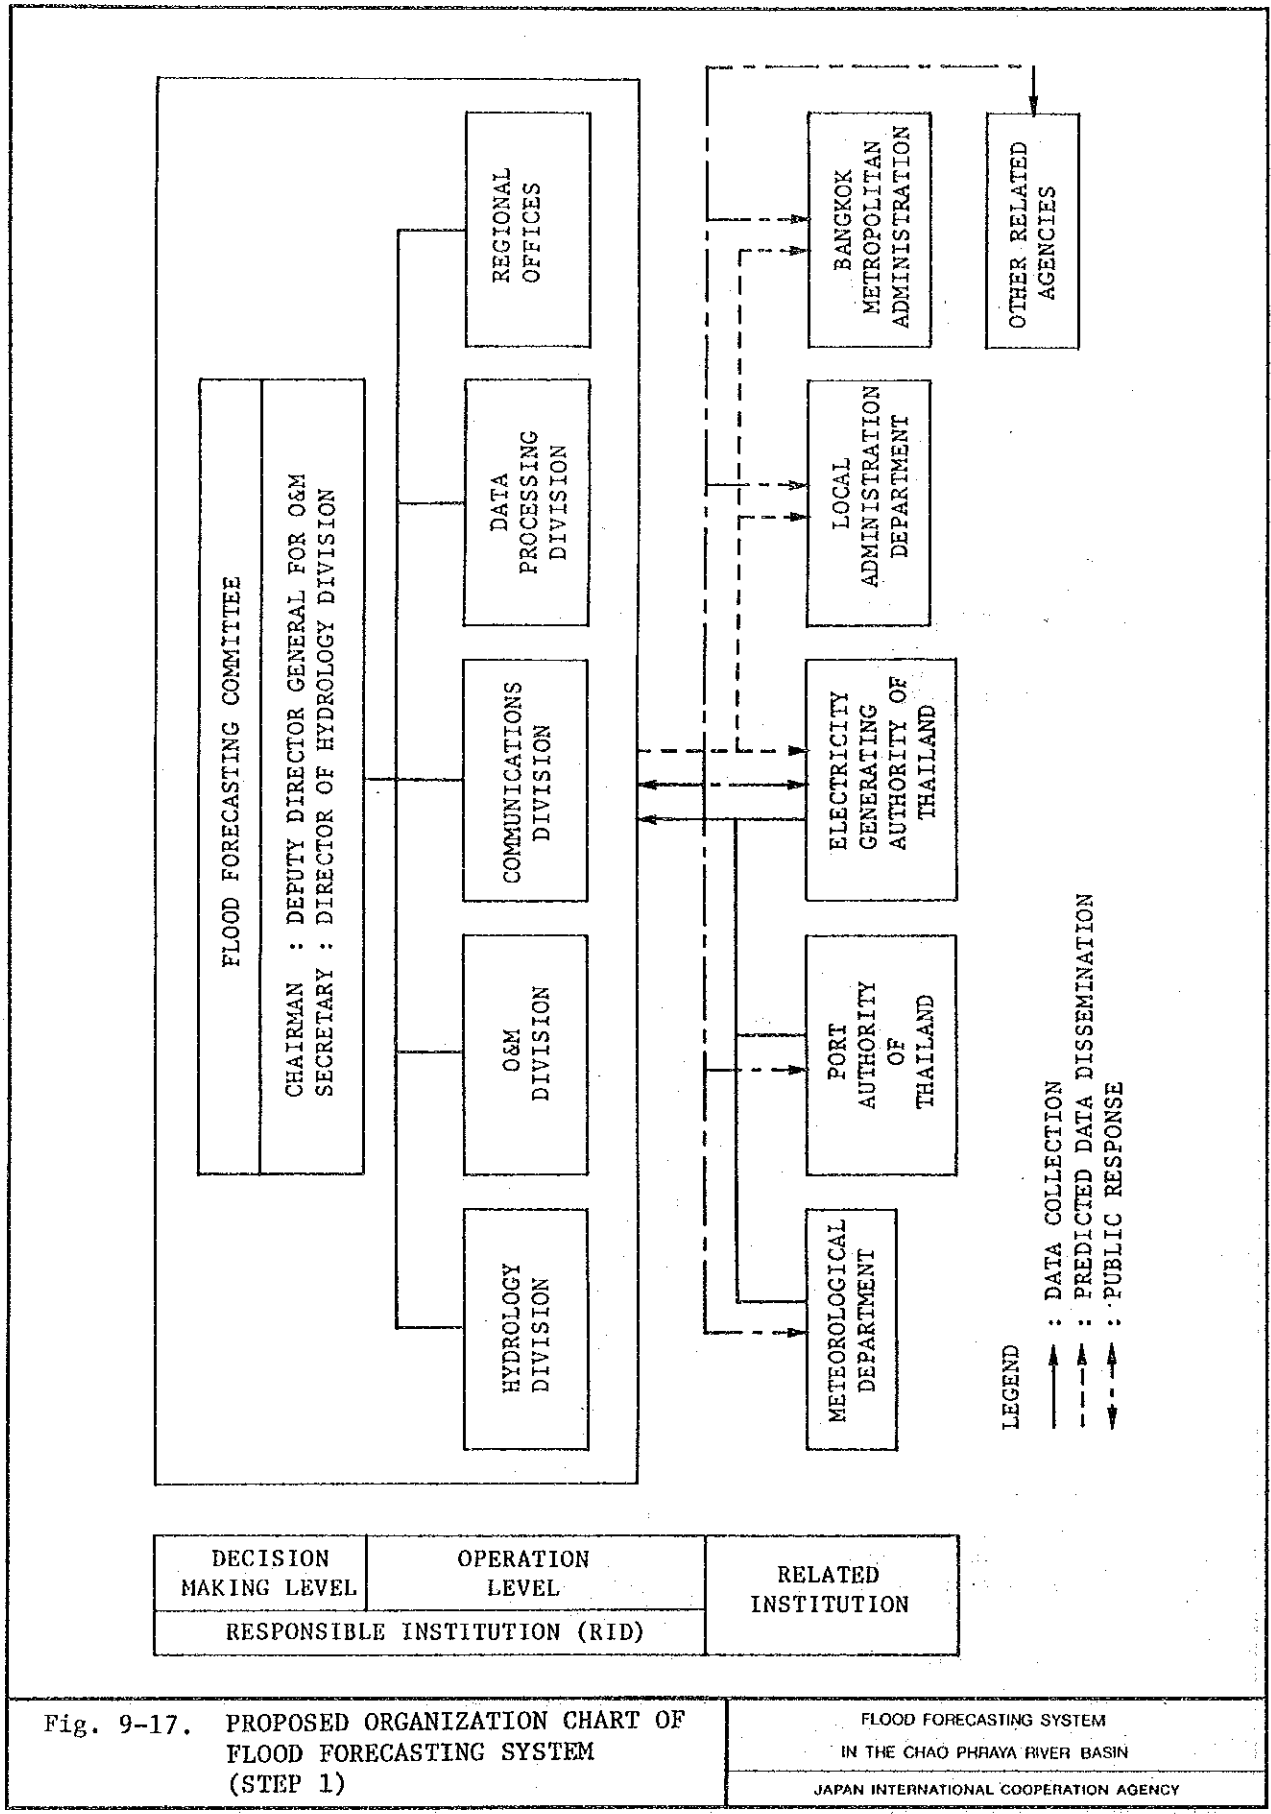 FLOOD FORECASTING COMMITTEE
CHAIRMAN : DEPUTY DIRECTOR GENERAL FOR O&M
SECRETARY : DIRECTOR OF HYDROLOGY DIVISION
HYDROLOGY
DIVISION
O&M
DIVISION
COMMUNICATIONS
DIVISION
DATA
PROCESSING
DIVISION
REGIONAL
OFFICES
METEOROLOGICAL
DEPARTMENT
PORT
AUTHORITY
OF
THAILAND
ELECTRICITY
GENERATING
AUTHORITY OF
THAILAND
LOCAL
ADMINISTRATION
DEPARTMENT
BANGKOK
METROPOLITAN
ADMINISTRATION
OTHER RELATED
AGENCIES
LEGEND
: DATA COLLECTION
: PREDICTED DATA DISSEMINATION
: PUBLIC RESPONSE
DECISION
MAKING LEVEL
OPERATION
LEVEL
RESPONSIBLE INSTITUTION (RID)
RELATED
INSTITUTION
Fig. 9-17. PROPOSED ORGANIZATION CHART OF
FLOOD FORECASTING SYSTEM
(STEP 1)
FLOOD FORECASTING SYSTEM
IN THE CHAO PHRAYA RIVER BASIN
JAPAN INTERNATIONAL COOPERATION AGENCY